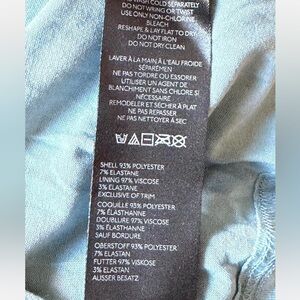 WASH COLD SEPARATELY
DO NOT WRING OR TWIST
USE ONLY NON-CHLORINE
BLEACH
RESHAPE & LAY FLAT TO DRY
DO NOT IRON
DO NOT DRY CLEAN
LAVER À LA MAIN À L'EAU FROIDE
SÉPARÉMEN
NE PAS TORDRE OU ESSORER
UTILISER UN AGENT DE
BLANCHIMENT SANS CHLORE SI
NÉCESSAIRE
REMODELER ET SÉCHER À PLAT
NE PAS REPASSER
NE PAS NETTOYER A SEC
SHELL 93% POLYESTER
7% ELASTANE
LINING 97% VISCOSE
3% ELASTANE
EXCLUSIVE OF TRIM
COQUILLE 93% POLYESTER
7% ÉLASTHANNE
DOUBLURE 97% VISCOSE
3% ÉLASTHANNE
SAUF BORDURE
OBERSTOFF 93% POLYESTER
7% ELASTAN
FUTTER 97% VISKOSE
3% ELASTAN
AUSSER BESATZ